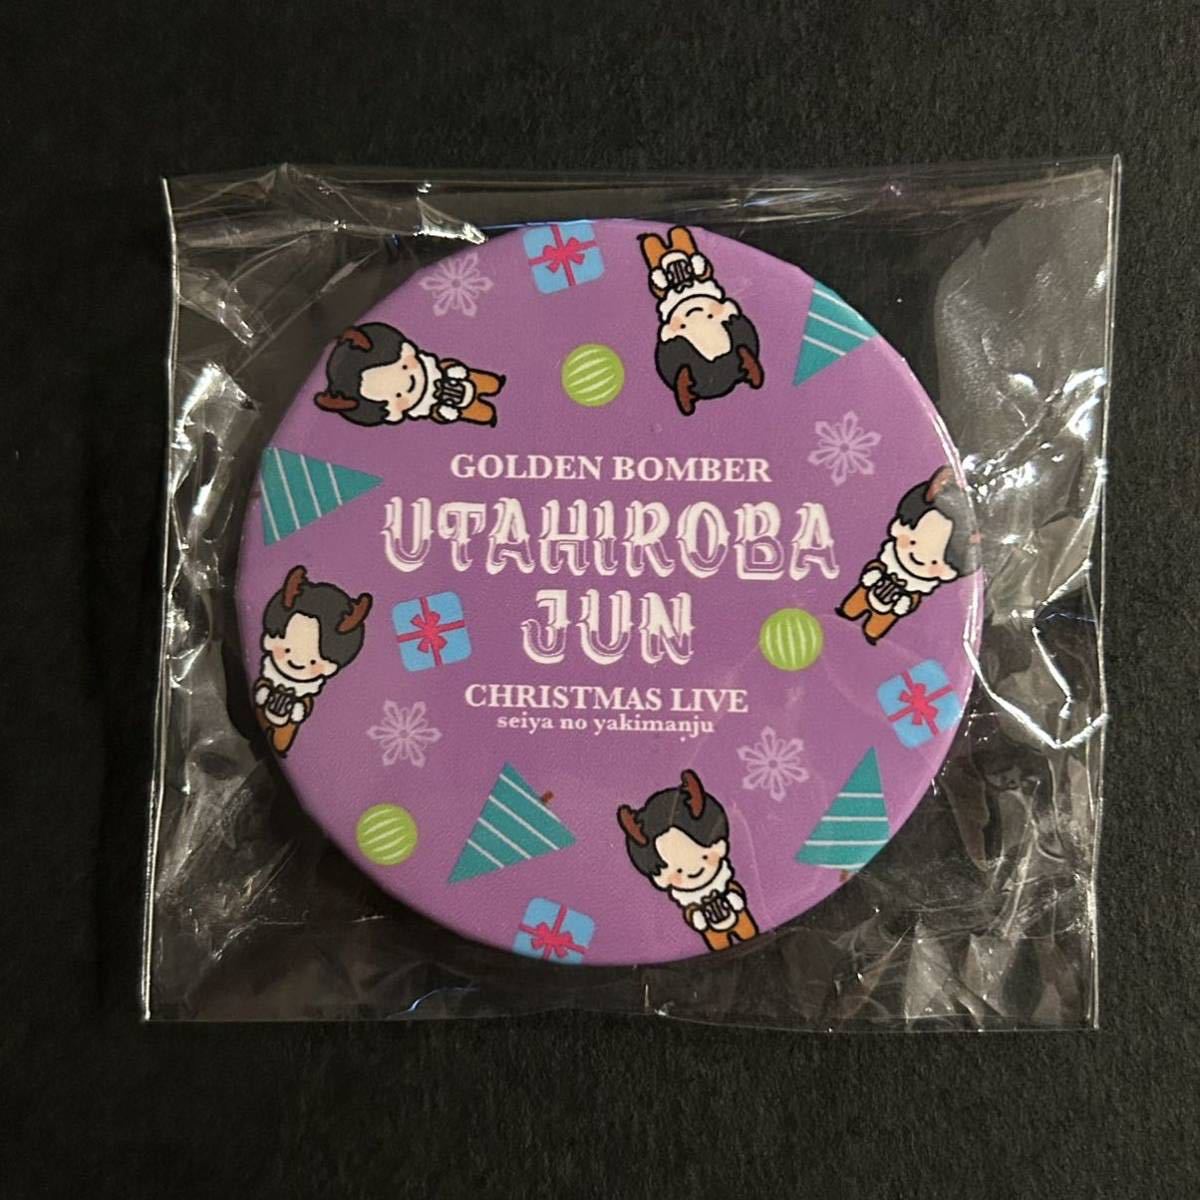 GOLDEN BOMBER
UTAHIROBA
JUN
CHRISTMAS LIVE
seiya no yakimanju